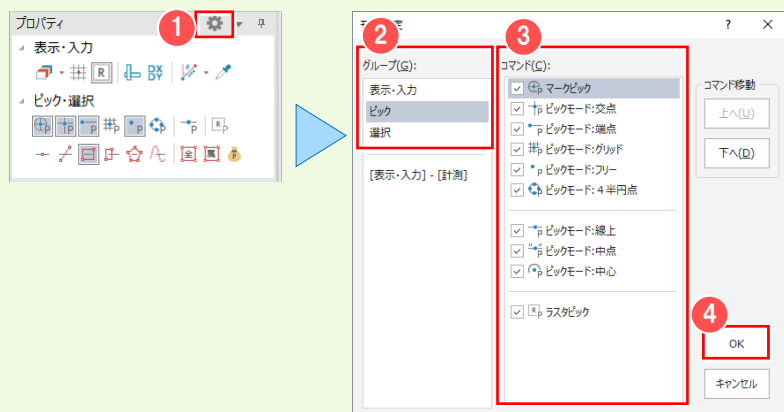 プロパティ
1
表示・入力
R
DX
BY
ピック・選択
P P P P P P P R P
全 属 P
2
3
? ×
グループ(G):
表示・入力
ピック
選択
[表示・入力] - [計測]
コマンド(C):
マークピック
ピックモード:交点
ピックモード:端点
ピックモード:グリッド
ピックモード:フリー
ピックモード:４半円点
ピックモード:線上
ピックモード:中点
ピックモード:中心
ラスタピック
コマンド移動
上へ(U)
下へ(D)
4
OK
キャンセル